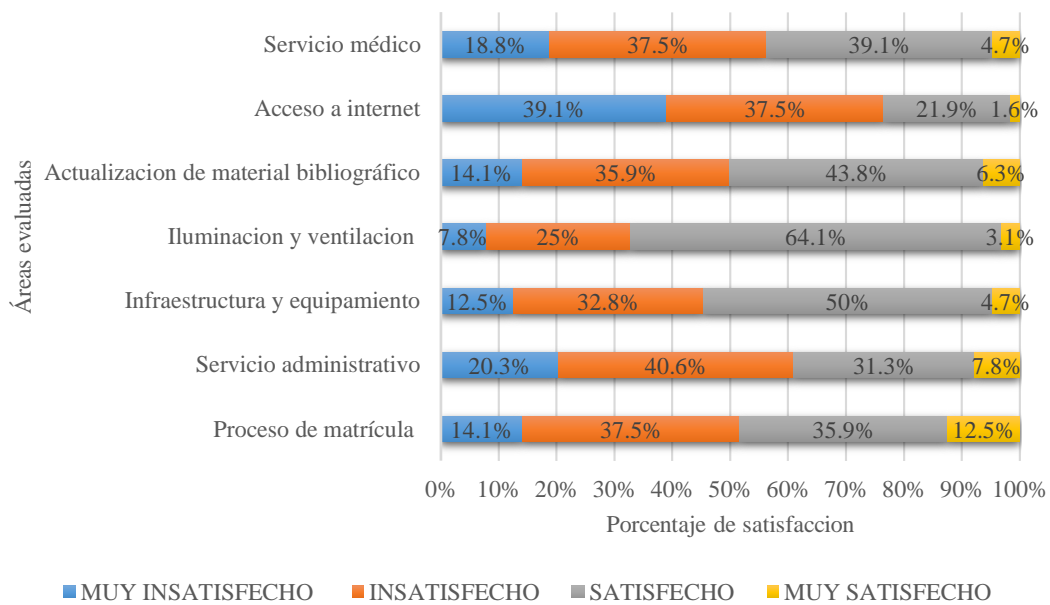 Áreas evaluadas
Servicio médico 18.8% 37.5% 39.1% 4.7%
Acceso a internet 39.1% 37.5% 21.9% 1.6%
Actualizacion de material bibliográfico 14.1% 35.9% 43.8% 6.3%
Iluminacion y ventilacion 7.8% 25% 64.1% 3.1%
Infraestructura y equipamiento 12.5% 32.8% 50% 4.7%
Servicio administrativo 20.3% 40.6% 31.3% 7.8%
Proceso de matrícula 14.1% 37.5% 35.9% 12.5%
0% 10% 20% 30% 40% 50% 60% 70% 80% 90% 100%
Porcentaje de satisfaccion
MUY INSATISFECHO INSATISFECHO SATISFECHO MUY SATISFECHO